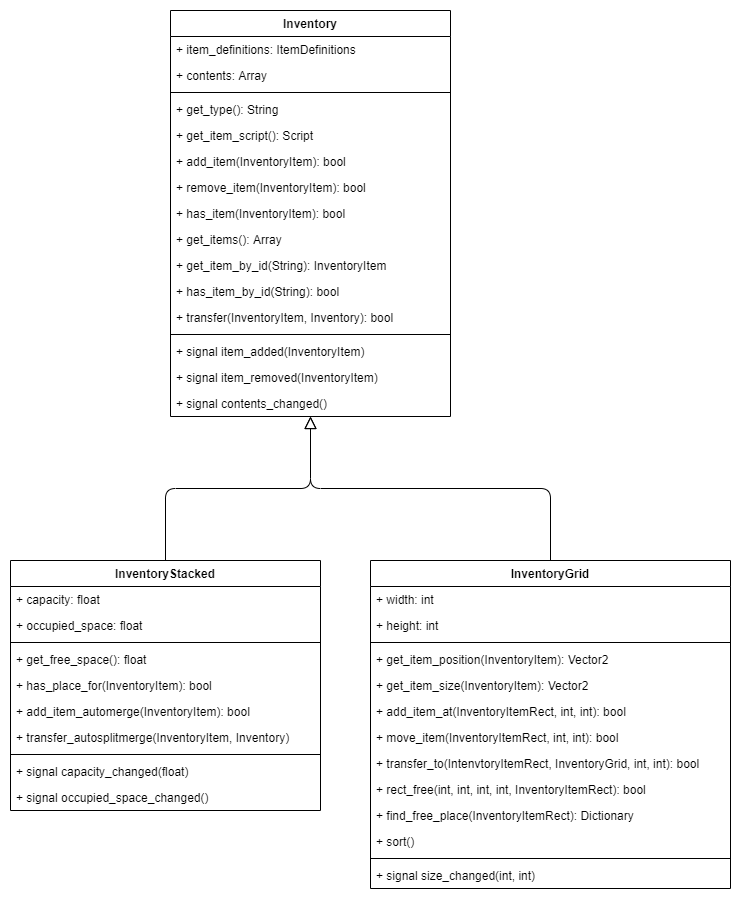 Inventory
+ item_definitions: ItemDefinitions
+ contents: Array
+ get_type(): String
+ get_item_script(): Script
+ add_item(InventoryItem): bool
+ remove_item(InventoryItem): bool
+ has_item(InventoryItem): bool
+ get_items(): Array
+ get_item_by_id(String): InventoryItem
+ has_item_by_id(String): bool
+ transfer(InventoryItem, Inventory): bool
+ signal item_added(InventoryItem)
+ signal item_removed(InventoryItem)
+ signal contents_changed()
InventoryStacked
+ capacity: float
+ occupied_space: float
+ get_free_space(): float
+ has_place_for(InventoryItem): bool
+ add_item_automerge(InventoryItem): bool
+ transfer_autosplitmerge(InventoryItem, Inventory)
+ signal capacity_changed(float)
+ signal occupied_space_changed()
InventoryGrid
+ width: int
+ height: int
+ get_item_position(InventoryItem): Vector2
+ get_item_size(InventoryItem): Vector2
+ add_item_at(InventoryItemRect, int, int): bool
+ move_item(InventoryItemRect, int, int): bool
+ transfer_to(IntenvtoryItemRect, InventoryGrid, int, int): bool
+ rect_free(int, int, int, int, InventoryItemRect): bool
+ find_free_place(InventoryItemRect): Dictionary
+ sort()
+ signal size_changed(int, int)